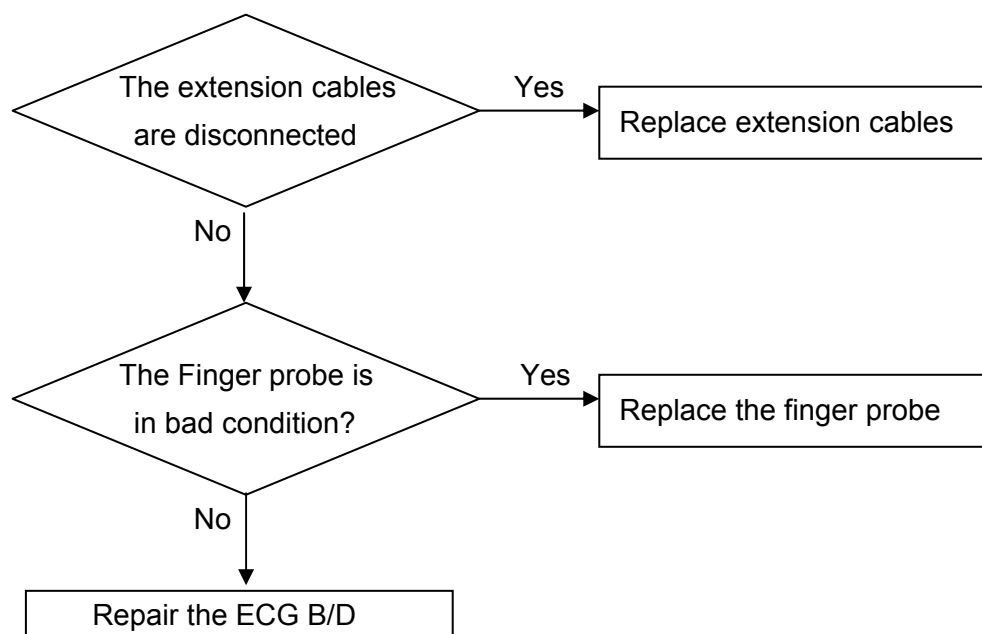 The extension cables
are disconnected
Yes
Replace extension cables
No
The Finger probe is
in bad condition?
Yes
Replace the finger probe
No
Repair the ECG B/D